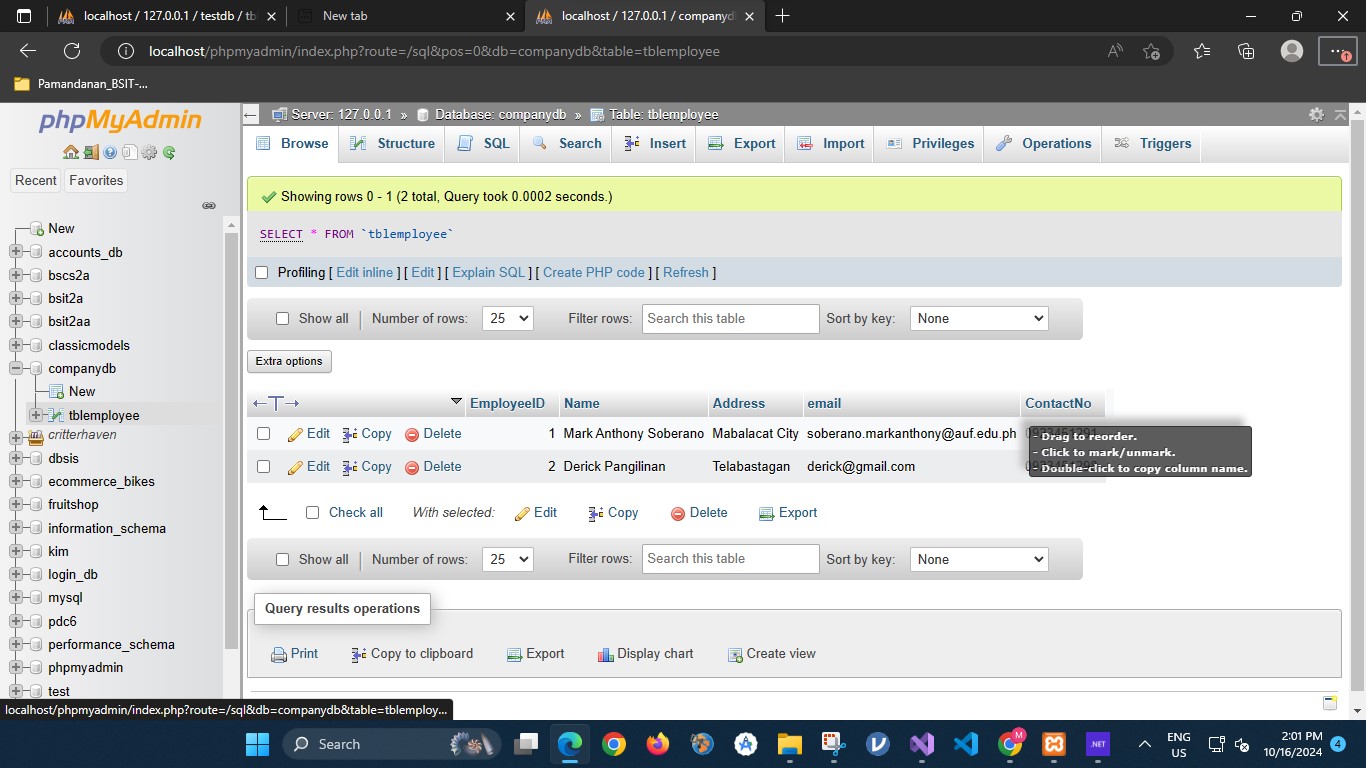 localhost / 127.0.0.1 / testdb / tb
New tab
localhost / 127.0.0.1 / companyd
localhost/phpmyadmin/index.php?route=/sql&pos=0&db=companydb&table=tblemployee
Pamandanan_BSIT-...
phpMyAdmin
Recent Favorites
New
accounts_db
bscs2a
bsit2a
bsit2aa
classicmodels
companydb
New
tblemployee
critterhaven
dbsis
ecommerce_bikes
fruitshop
information_schema
kim
login_db
mysql
pdc6
performance_schema
phpmyadmin
test
localhost/phpmyadmin/index.php?route=/sql&db=companydb&table=tblemploy...
Server: 127.0.0.1 » Database: companydb » Table: tblemployee
Browse Structure SQL Search Insert Export Import Privileges Operations Triggers
Showing rows 0 - 1 (2 total, Query took 0.0002 seconds.)
SELECT * FROM `tblemployee`
Profiling [ Edit inline ] [ Edit ] [ Explain SQL ] [ Create PHP code ] [ Refresh ]
Show all | Number of rows: 25 Filter rows: Search this table Sort by key: None
Extra options
←T→ EmployeeID Name Address email ContactNo
Edit Copy Delete 1 Mark Anthony Soberano Mabalacat City soberano.markanthony@auf.edu.ph
Edit Copy Delete 2 Derick Pangilinan Telabastagan derick@gmail.com
- Drag to reorder.
- Click to mark/unmark.
- Double-click to copy column name.
Check all With selected: Edit Copy Delete Export
Show all | Number of rows: 25 Filter rows: Search this table Sort by key: None
Query results operations
Print Copy to clipboard Export Display chart Create view
Search
M
.NET
ENG
US
2:01 PM
10/16/2024
4